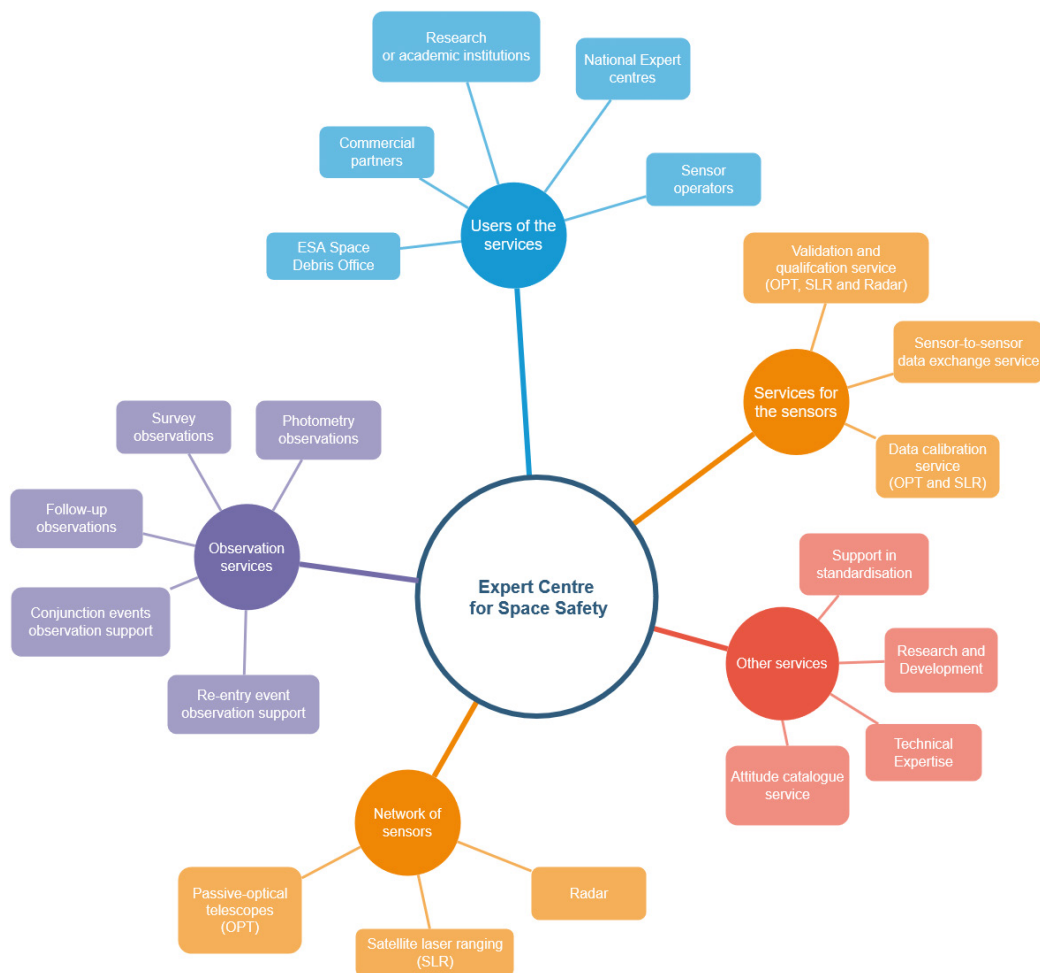 Research
or academic institutions
National Expert
centres
Commercial
partners
Sensor
operators
Users of the
services
ESA Space
Debris Office
Validation and
qualifcation service
(OPT, SLR and Radar)
Sensor-to-sensor
data exchange service
Services for
the sensors
Data calibration
service
(OPT and SLR)
Survey
observations
Photometry
observations
Follow-up
observations
Observation
services
Conjunction events
observation support
Re-entry event
observation support
Expert Centre
for Space Safety
Support in
standardisation
Other services
Research and
Development
Technical
Expertise
Attitude catalogue
service
Network of
sensors
Passive-optical
telescopes
(OPT)
Satellite laser ranging
(SLR)
Radar